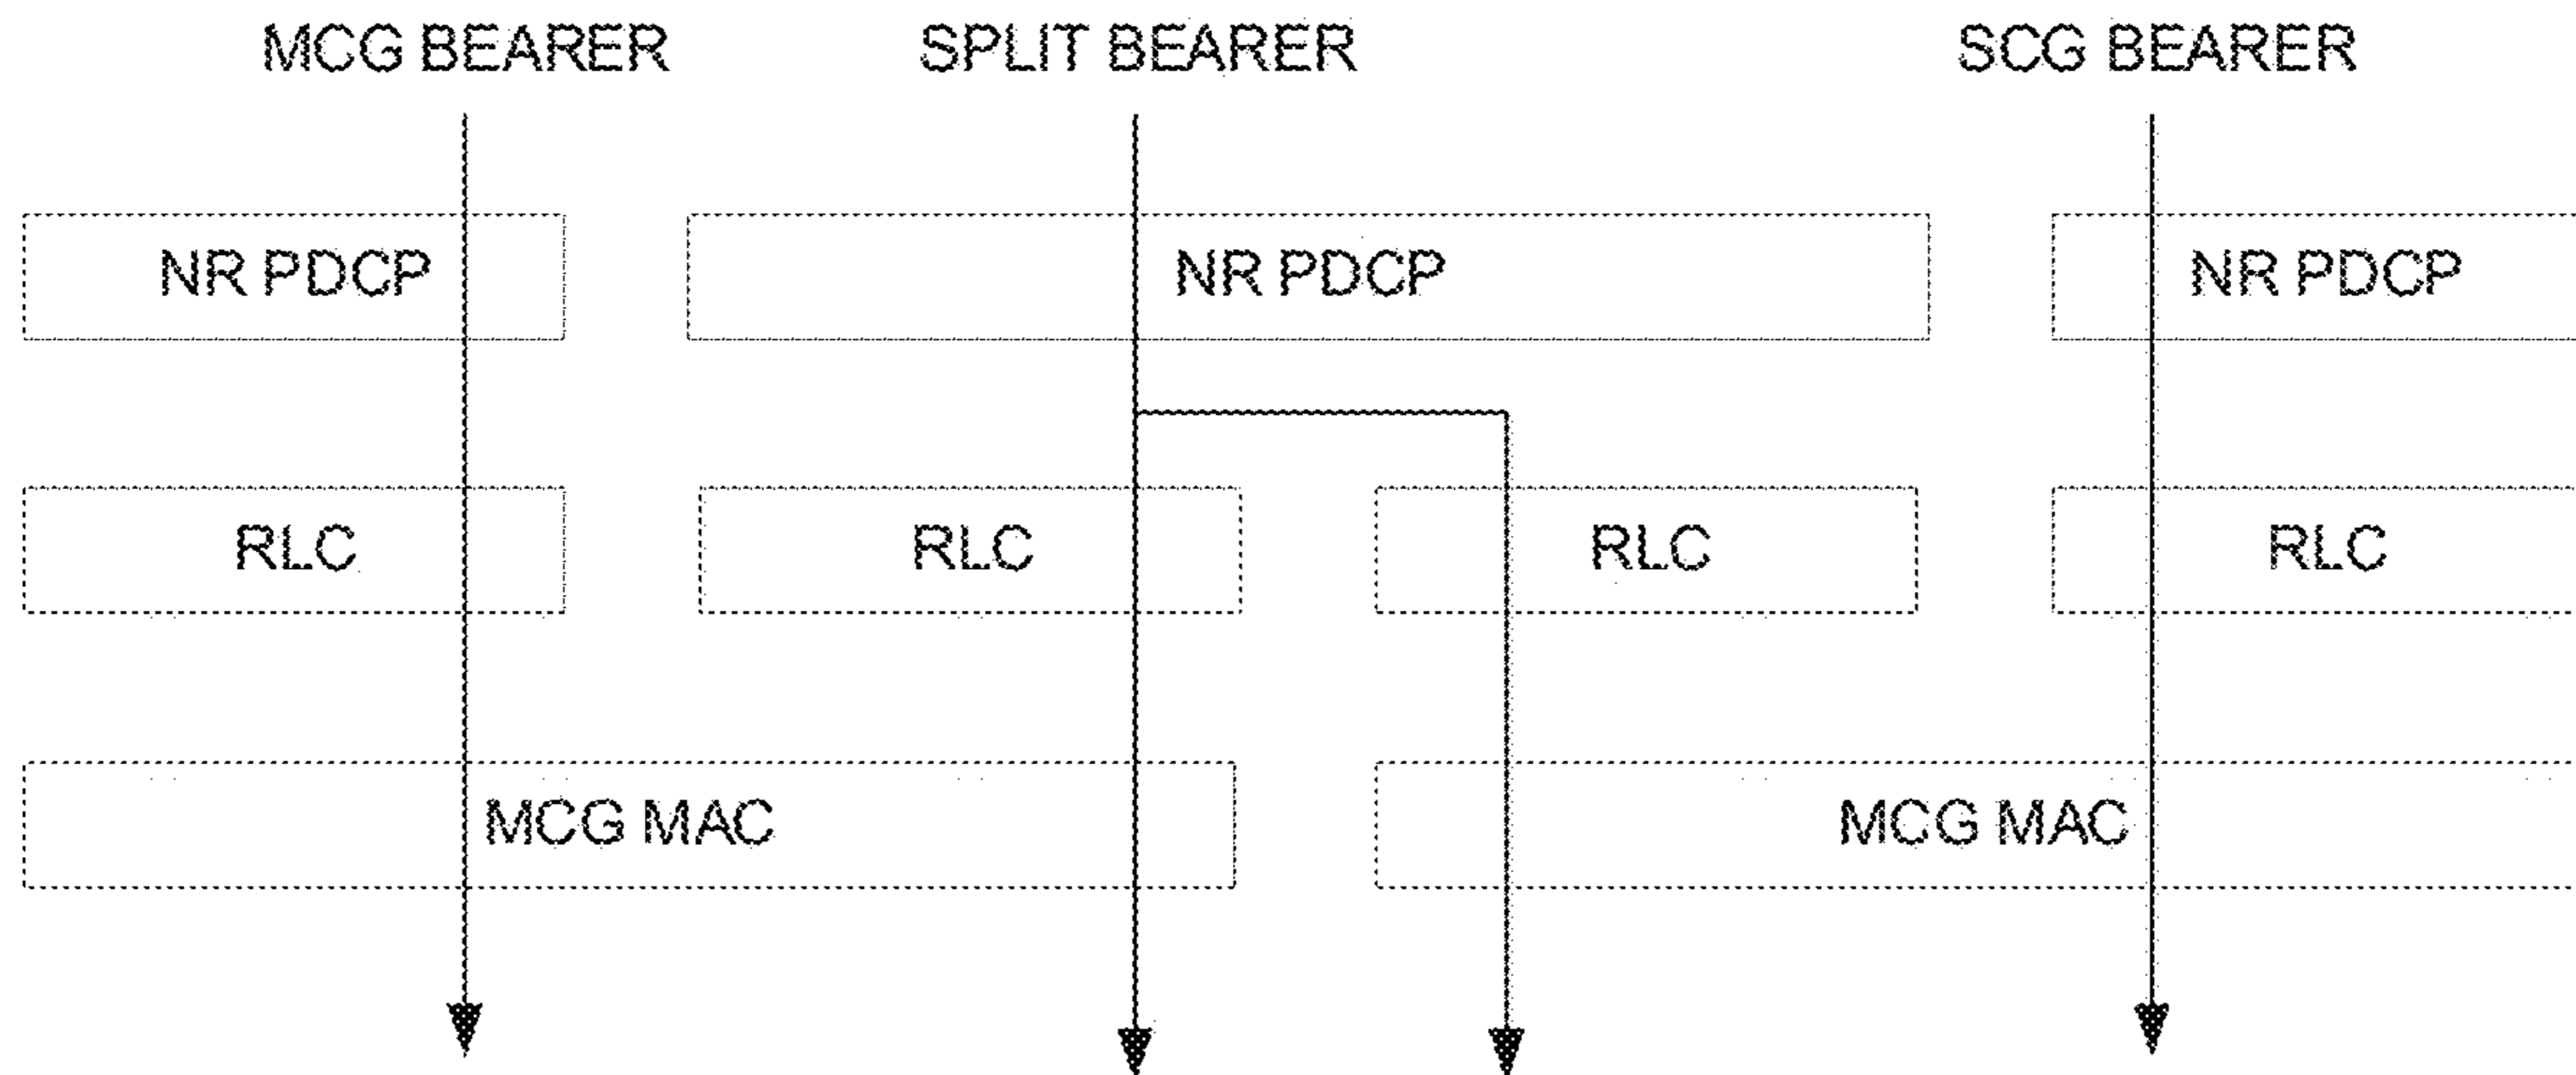 MCG BEARER
SPLIT BEARER
SCG BEARER
NR PDCP
NR PDCP
NR PDCP
RLC
RLC
RLC
RLC
MCG MAC
MCG MAC